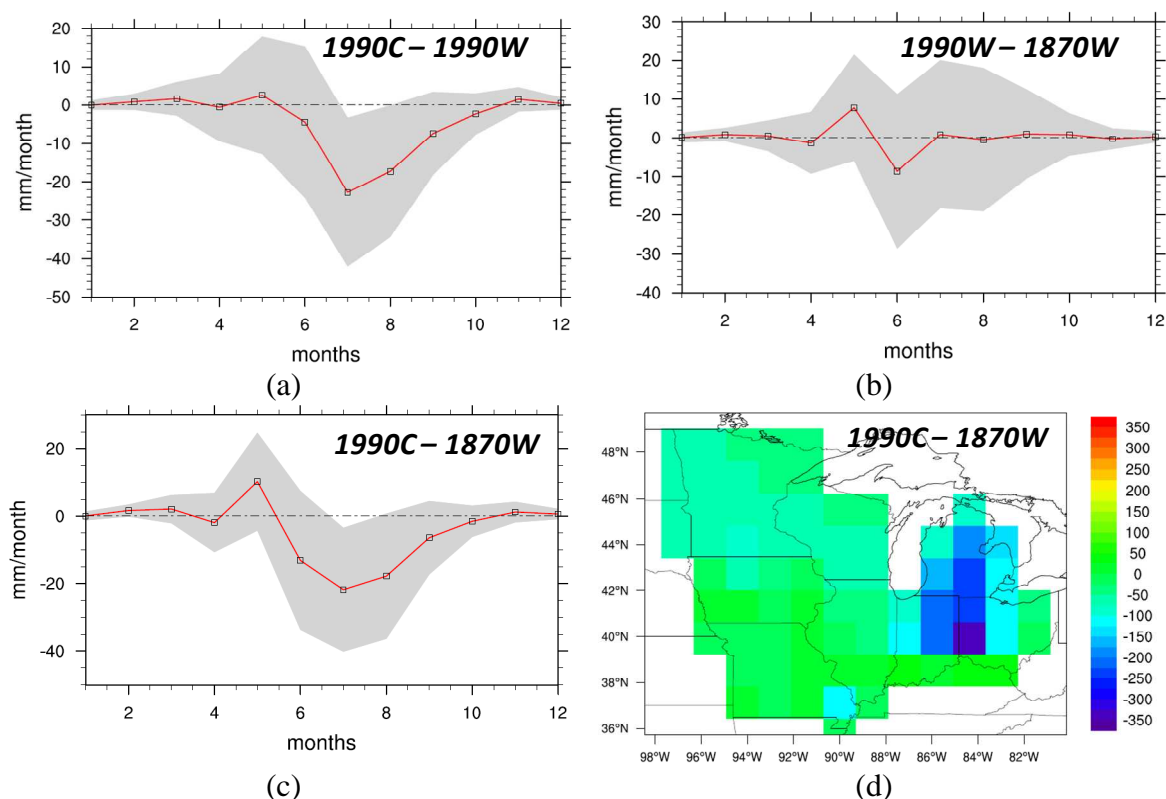 1990C – 1990W
20
10
0
-10
-20
-30
-40
-50
mm/month
2 4 6 8 10 12
months
(a)
1990W – 1870W
30
20
10
0
-10
-20
-30
-40
mm/month
2 4 6 8 10 12
months
(b)
1990C – 1870W
20
0
-20
-40
mm/month
2 4 6 8 10 12
months
(c)
1990C – 1870W
48°N
46°N
44°N
42°N
40°N
38°N
36°N
98°W 96°W 94°W 92°W 90°W 88°W 86°W 84°W 82°W
350
300
250
200
150
100
50
0
-50
-100
-150
-200
-250
-300
-350
(d)